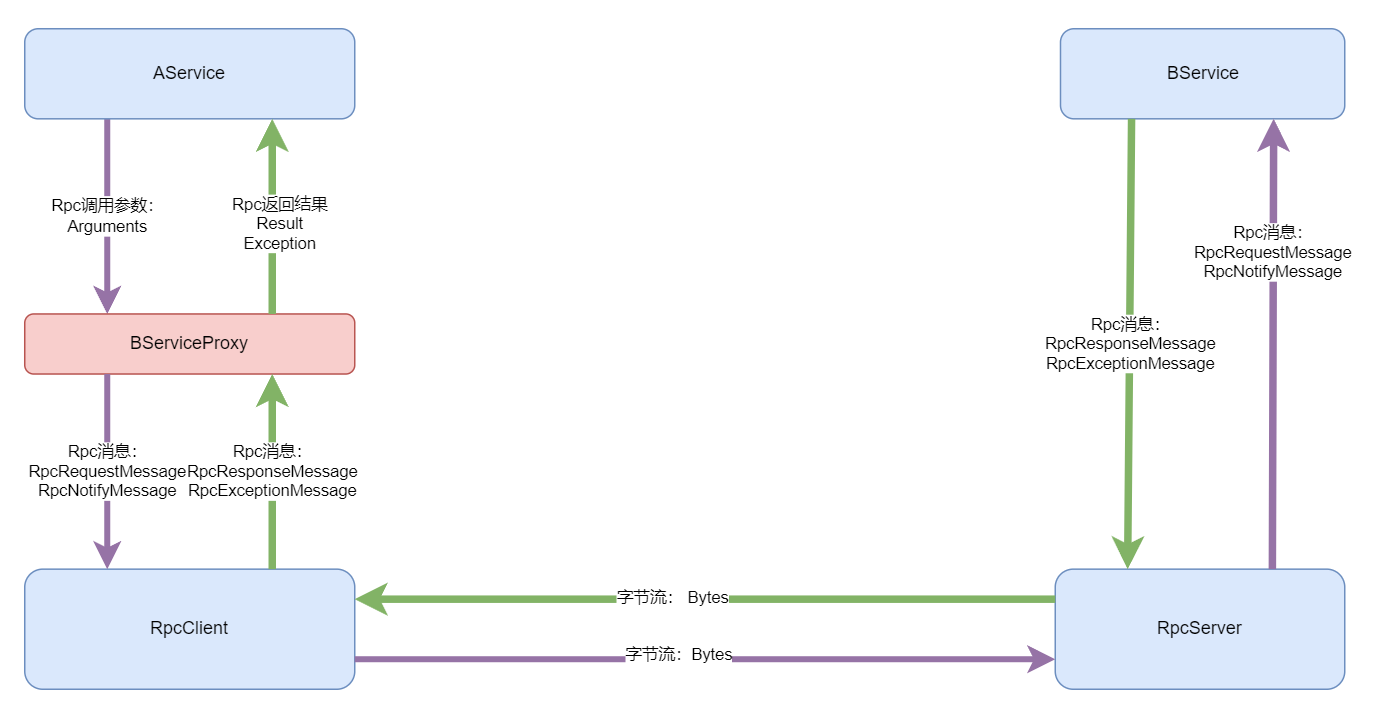 AService
BService
Rpc调用参数：
Arguments
Rpc返回结果
Result
Exception
Rpc消息：
RpcRequestMessage
RpcNotifyMessage
BServiceProxy
Rpc消息：
RpcResponseMessage
RpcExceptionMessage
Rpc消息：
RpcRequestMessage
RpcNotifyMessage
Rpc消息：
RpcResponseMessage
RpcExceptionMessage
字节流： Bytes
RpcClient
RpcServer
字节流：Bytes